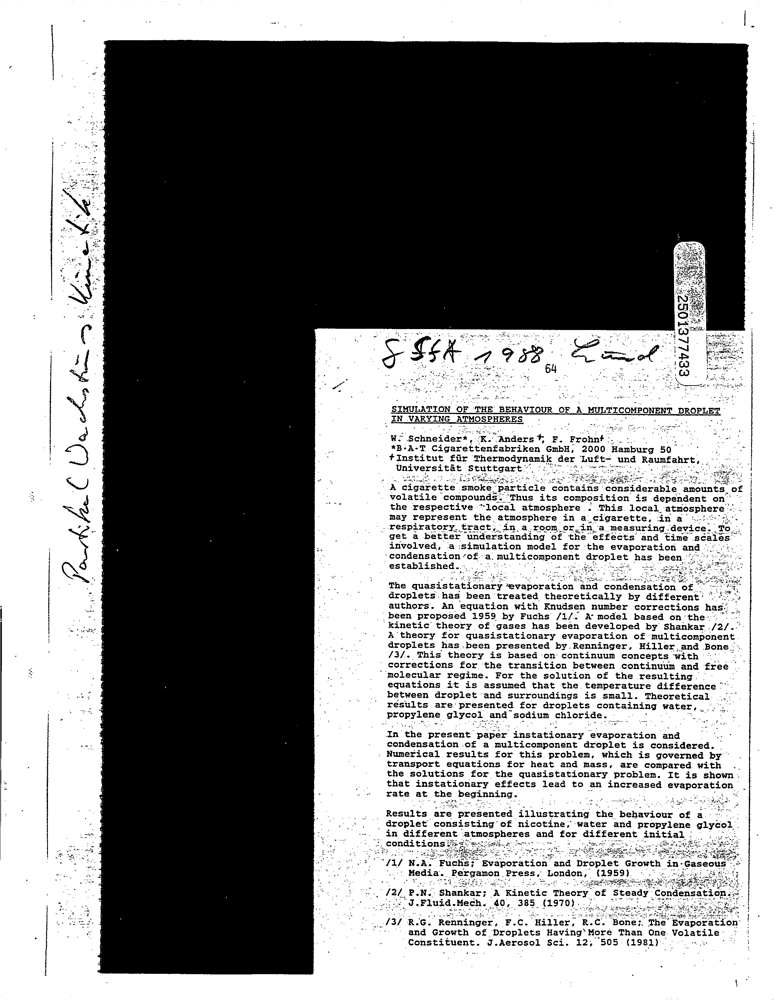 Partikel Wachstums Kinetik
2501377433
1988, Lund
64
SIMULATION OF THE BEHAVIOUR OF A MULTICOMPONENT DROPLET
IN VARYING ATMOSPHERES
W. Schneider*, K. Anders†, F. Frohn†
*B·A·T Cigarettenfabriken GmbH, 2000 Hamburg 50
†Institut für Thermodynamik der Luft- und Raumfahrt,
Universität Stuttgart
A cigarette smoke particle contains considerable amounts of
volatile compounds. Thus its composition is dependent on
the respective "local atmosphere". This local atmosphere
may represent the atmosphere in a cigarette, in a
respiratory tract, in a room or in a measuring device. To
get a better understanding of the effects and time scales
involved, a simulation model for the evaporation and
condensation of a multicomponent droplet has been
established.
The quasistationary evaporation and condensation of
droplets has been treated theoretically by different
authors. An equation with Knudsen number corrections has
been proposed 1959 by Fuchs /1/. A model based on the
kinetic theory of gases has been developed by Shankar /2/.
A theory for quasistationary evaporation of multicomponent
droplets has been presented by Renninger, Hiller and Bone
/3/. This theory is based on continuum concepts with
corrections for the transition between continuum and free
molecular regime. For the solution of the resulting
equations it is assumed that the temperature difference
between droplet and surroundings is small. Theoretical
results are presented for droplets containing water,
propylene glycol and sodium chloride.
In the present paper instationary evaporation and
condensation of a multicomponent droplet is considered.
Numerical results for this problem, which is governed by
transport equations for heat and mass, are compared with
the solutions for the quasistationary problem. It is shown
that instationary effects lead to an increased evaporation
rate at the beginning.
Results are presented illustrating the behaviour of a
droplet consisting of nicotine, water and propylene glycol
in different atmospheres and for different initial
conditions.
/1/ N.A. Fuchs; Evaporation and Droplet Growth in Gaseous
Media. Pergamon Press, London, (1959)
/2/ P.N. Shankar; A Kinetic Theory of Steady Condensation.
J.Fluid.Mech. 40, 385 (1970)
/3/ R.G. Renninger, F.C. Hiller, R.C. Bone; The Evaporation
and Growth of Droplets Having More Than One Volatile
Constituent. J.Aerosol Sci. 12, 505 (1981)